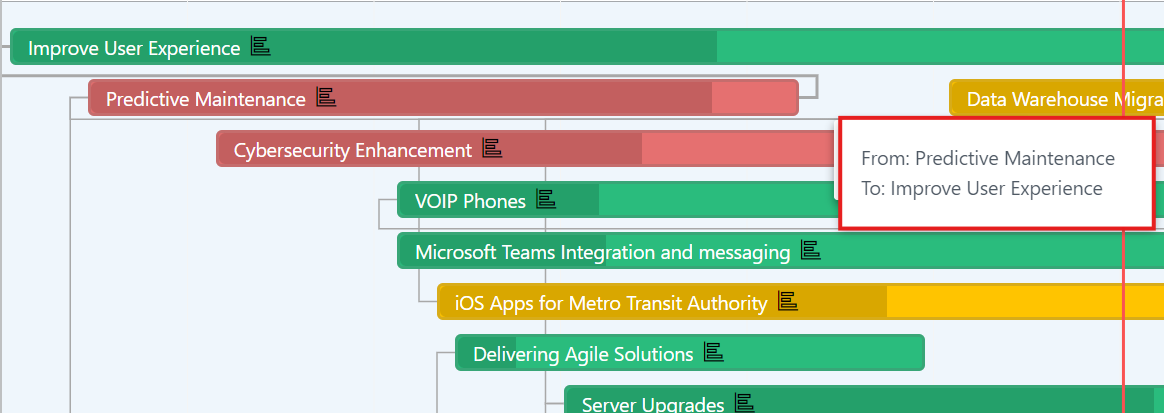 Improve User Experience
Predictive Maintenance
Data Warehouse Migra
Cybersecurity Enhancement
From: Predictive Maintenance
To: Improve User Experience
VOIP Phones
Microsoft Teams Integration and messaging
iOS Apps for Metro Transit Authority
Delivering Agile Solutions
Server Upgrades